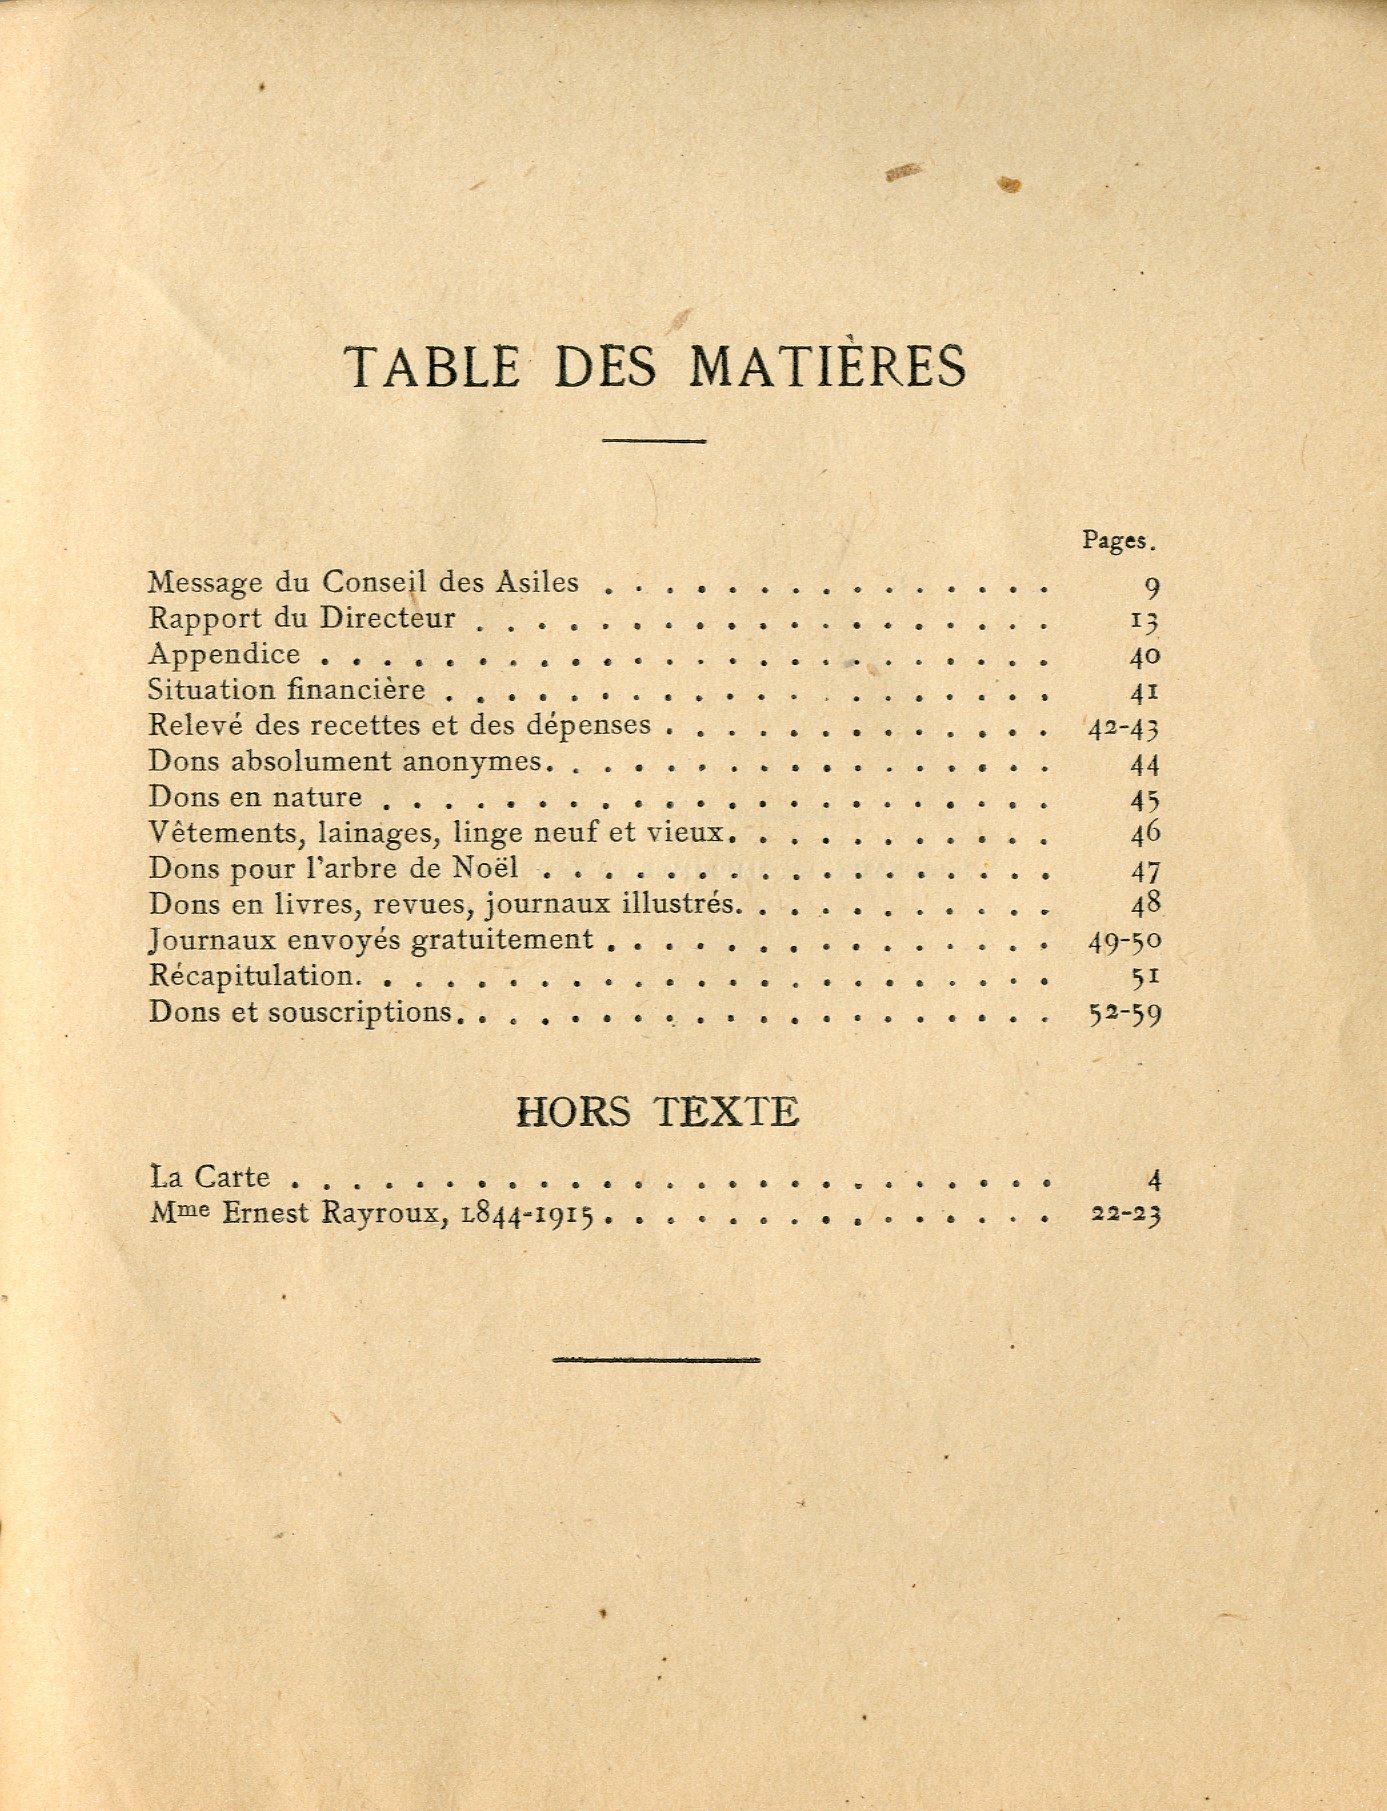 TABLE DES MATIÈRES
Pages.
Message du Conseil des Asiles . . . . . . . . . . . . . . . 9
Rapport du Directeur . . . . . . . . . . . . . . . . . . . 13
Appendice . . . . . . . . . . . . . . . . . . . . . . . . 40
Situation financière . . . . . . . . . . . . . . . . . . . 41
Relevé des recettes et des dépenses . . . . . . . . . . . . . 42-43
Dons absolument anonymes. . . . . . . . . . . . . . . . . 44
Dons en nature . . . . . . . . . . . . . . . . . . . . . . 45
Vêtements, lainages, linge neuf et vieux. . . . . . . . . . . 46
Dons pour l'arbre de Noël . . . . . . . . . . . . . . . . . 47
Dons en livres, revues, journaux illustrés. . . . . . . . . . . 48
Journaux envoyés gratuitement . . . . . . . . . . . . . . . 49-50
Récapitulation. . . . . . . . . . . . . . . . . . . . . . . 51
Dons et souscriptions. . . . . . . . . . . . . . . . . . . . 52-59
HORS TEXTE
La Carte . . . . . . . . . . . . . . . . . . . . . . . . . 4
Mme Ernest Rayroux, 1844-1915 . . . . . . . . . . . . . . . 22-23